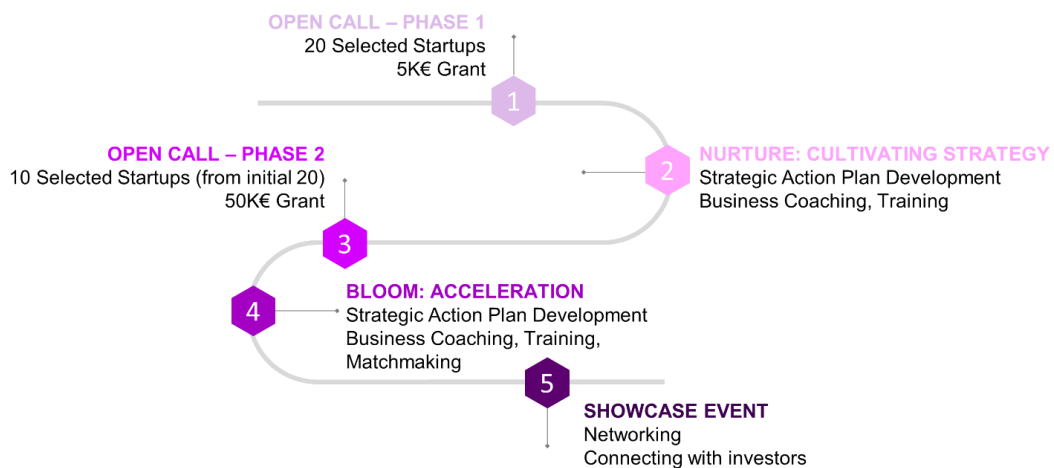 OPEN CALL – PHASE 1
20 Selected Startups
5K€ Grant
1
2
NURTURE: CULTIVATING STRATEGY
Strategic Action Plan Development
Business Coaching, Training
OPEN CALL – PHASE 2
10 Selected Startups (from initial 20)
50K€ Grant
3
4
BLOOM: ACCELERATION
Strategic Action Plan Development
Business Coaching, Training,
Matchmaking
5
SHOWCASE EVENT
Networking
Connecting with investors